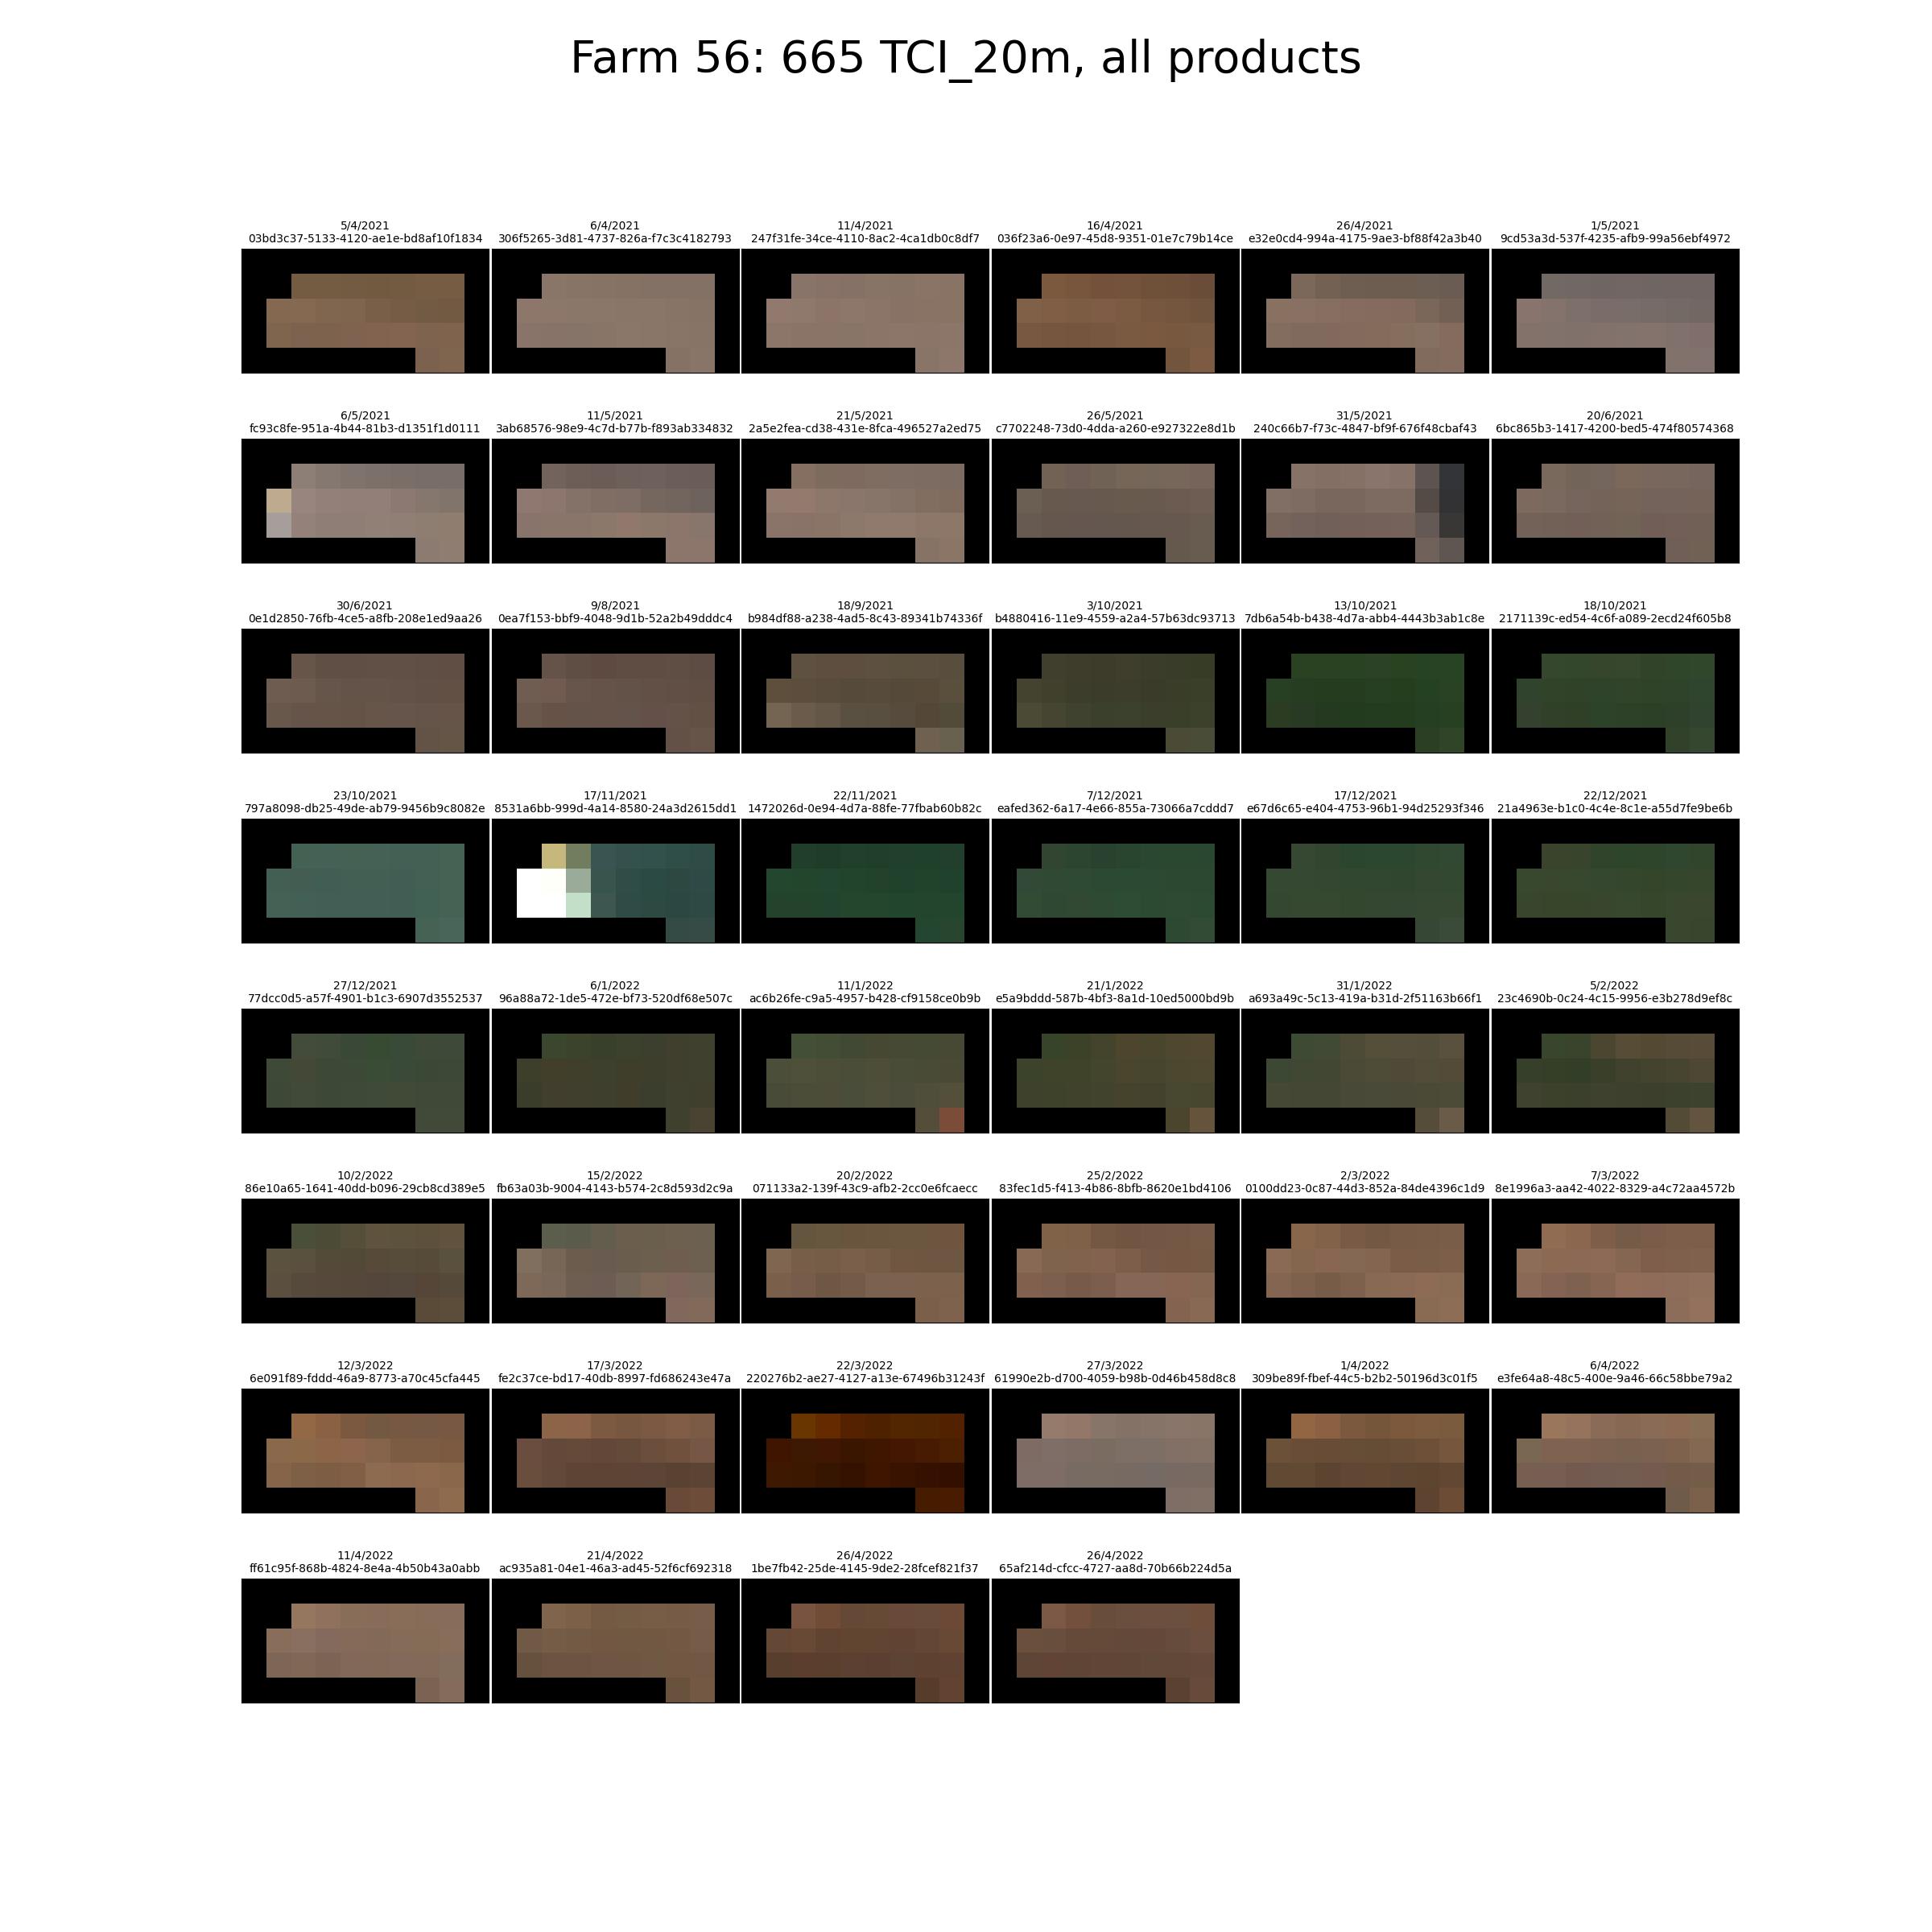 Farm 56: 665 TCI_20m, all products
5/4/2021 6/4/2021 11/4/2021 16/4/2021 26/4/2021 1/5/2021
03bd3c37-5133-4120-ae1e-bd8af10f1834 306f5265-3d81-4737-826a-f7c3c4182793 247f31fe-34ce-4110-8ac2-4ca1db0c8df7 036f23a6-0e97-45d8-9351-01e7c79b14ce e32e0cd4-994a-4175-9ae3-bf88f42a3b40 9cd53a3d-537f-4235-afb9-99a56ebf4972
6/5/2021 11/5/2021 21/5/2021 26/5/2021 31/5/2021 20/6/2021
fc93c8fe-951a-4b44-81b3-d1351f1d0111 3ab68576-98e9-4c7d-b77b-f893ab334832 2a5e2fea-cd38-431e-8fca-496527a2ed75 c7702248-73d0-4dda-a260-e927322e8d1b 240c66b7-f73c-4847-bf9f-676f48cbaf43 6bc865b3-1417-4200-bed5-474f80574368
30/6/2021 9/8/2021 18/9/2021 3/10/2021 13/10/2021 18/10/2021
0e1d2850-76fb-4ce5-a8fb-208e1ed9aa26 0ea7f153-bbf9-4048-9d1b-52a2b49dddc4 b984df88-a238-4ad5-8c43-89341b74336f b4880416-11e9-4559-a2a4-57b63dc93713 7db6a54b-b438-4d7a-abb4-4443b3ab1c8e 2171139c-ed54-4c6f-a089-2ecd24f605b8
23/10/2021 17/11/2021 22/11/2021 7/12/2021 17/12/2021 22/12/2021
797a8098-db25-49de-ab79-9456b9c8082e 8531a6bb-999d-4a14-8580-24a3d2615dd1 1472026d-0e94-4d7a-88fe-77fbab60b82c eafed362-6a17-4e66-855a-73066a7cddd7 e67d6c65-e404-4753-96b1-94d25293f346 21a4963e-b1c0-4c4e-8c1e-a55d7fe9be6b
27/12/2021 6/1/2022 11/1/2022 21/1/2022 31/1/2022 5/2/2022
77dcc0d5-a57f-4901-b1c3-6907d3552537 96a88a72-1de5-472e-bf73-520df68e507c ac6b26fe-c9a5-4957-b428-cf9158ce0b9b e5a9bddd-587b-4bf3-8a1d-10ed5000bd9b a693a49c-5c13-419a-b31d-2f51163b66f1 23c4690b-0c24-4c15-9956-e3b278d9ef8c
10/2/2022 15/2/2022 20/2/2022 25/2/2022 2/3/2022 7/3/2022
86e10a65-1641-40dd-b096-29cb8cd389e5 fb63a03b-9004-4143-b574-2c8d593d2c9a 071133a2-139f-43c9-afb2-2cc0e6fcaecc 83fec1d5-f413-4b86-8bfb-8620e1bd4106 0100dd23-0c87-44d3-852a-84de4396c1d9 8e1996a3-aa42-4022-8329-a4c72aa4572b
12/3/2022 17/3/2022 22/3/2022 27/3/2022 1/4/2022 6/4/2022
6e091f89-fddd-46a9-8773-a70c45cfa445 fe2c37ce-bd17-40db-8997-fd686243e47a 220276b2-ae27-4127-a13e-67496b31243f 61990e2b-d700-4059-b98b-0d46b458d8c8 309be89f-fbef-44c5-b2b2-50196d3c01f5 e3fe64a8-48c5-400e-9a46-66c58bbe79a2
11/4/2022 21/4/2022 26/4/2022 26/4/2022
ff61c95f-868b-4824-8e4a-4b50b43a0abb ac935a81-04e1-46a3-ad45-52f6cf692318 1be7fb42-25de-4145-9de2-28fcef821f37 65af214d-cfcc-4727-aa8d-70b66b224d5a